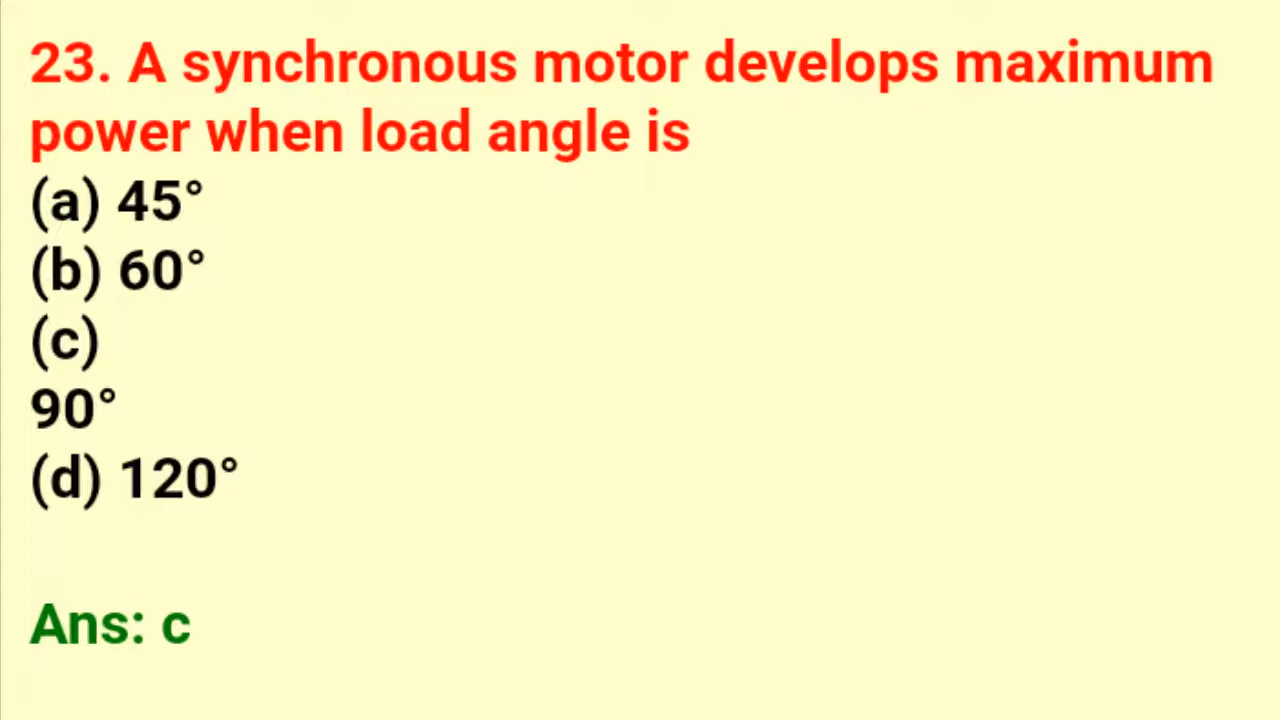 23. A synchronous motor develops maximum
power when load angle is
(a) 45°
(b) 60°
(c)
90°
(d) 120°
Ans: c